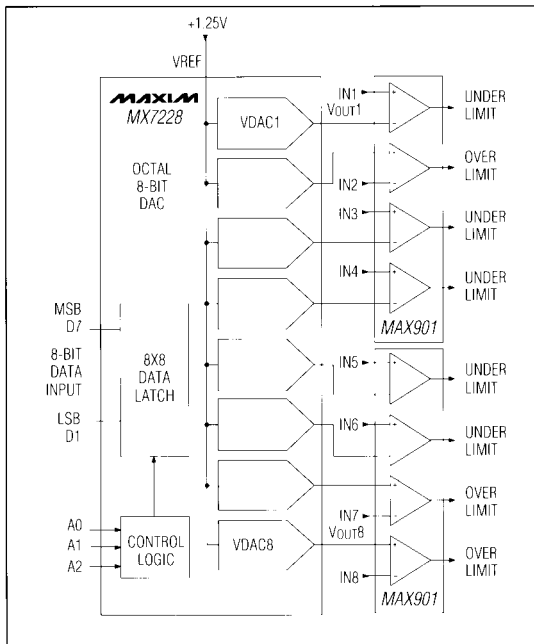 +1.25V
VREF
MAXIM
MX7228
OCTAL
8-BIT
DAC
MSB
D7
8-BIT
DATA
INPUT
LSB
D1
8X8
DATA
LATCH
A0
A1
A2
CONTROL
LOGIC
VDAC1
VDAC8
IN1
VOUT1
IN2
IN3
IN4
MAX901
IN5
IN6
IN7
VOUT8
IN8
MAX901
+
-
+
-
+
-
+
-
+
-
+
-
+
-
+
-
UNDER
LIMIT
OVER
LIMIT
UNDER
LIMIT
UNDER
LIMIT
UNDER
LIMIT
UNDER
LIMIT
OVER
LIMIT
OVER
LIMIT